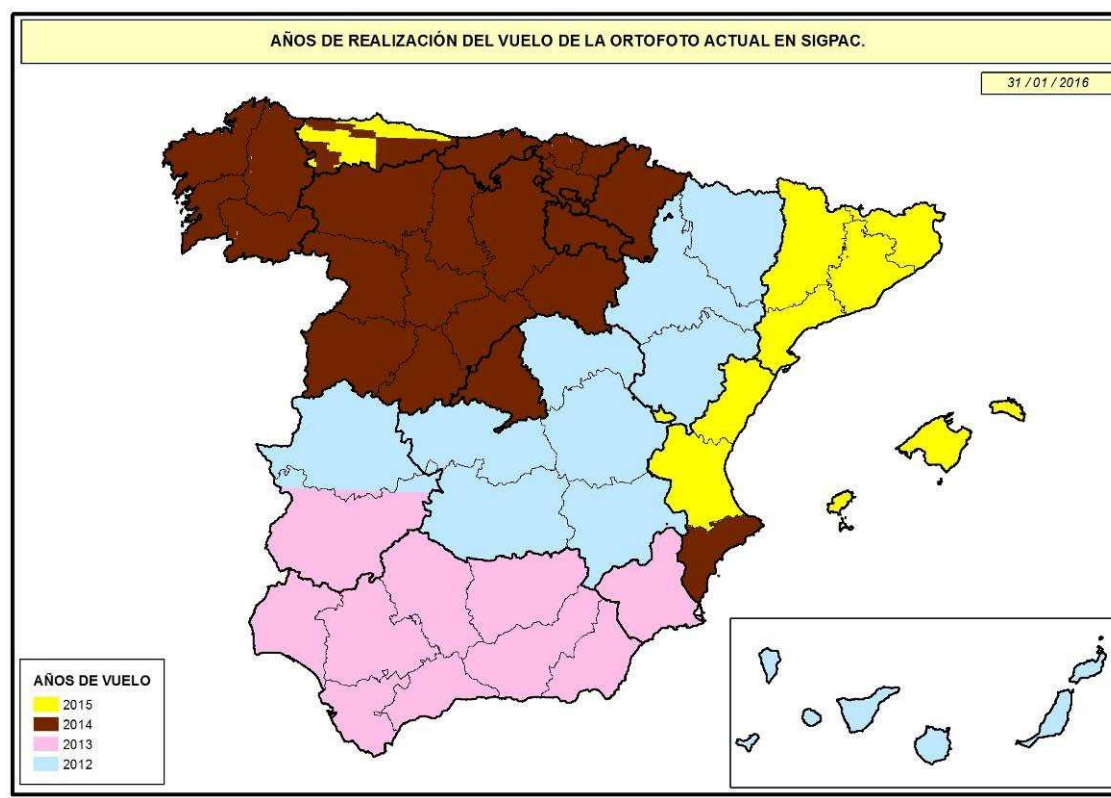 AÑOS DE REALIZACIÓN DEL VUELO DE LA ORTOFOTO ACTUAL EN SIGPAC.
31 / 01 / 2016
AÑOS DE VUELO
2015
2014
2013
2012